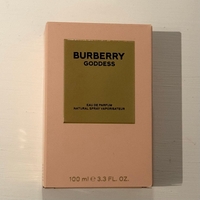 BURBERRY
GODDESS
EAU DE PARFUM
NATURAL SPRAY VAPORISATEUR
100 ml ℮ 3.3 FL. OZ.